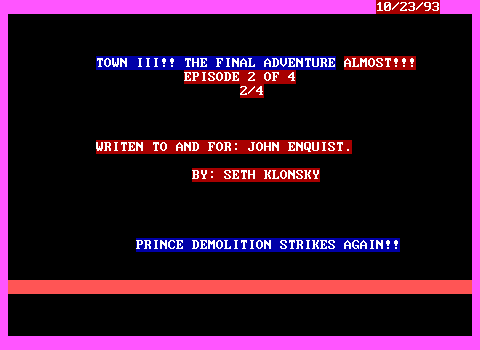 10/23/93
TOWN III!! THE FINAL ADVENTURE ALMOST!!!
EPISODE 2 OF 4
2/4
WRITEN TO AND FOR: JOHN ENQUIST.
BY: SETH KLONSKY
PRINCE DEMOLITION STRIKES AGAIN!!